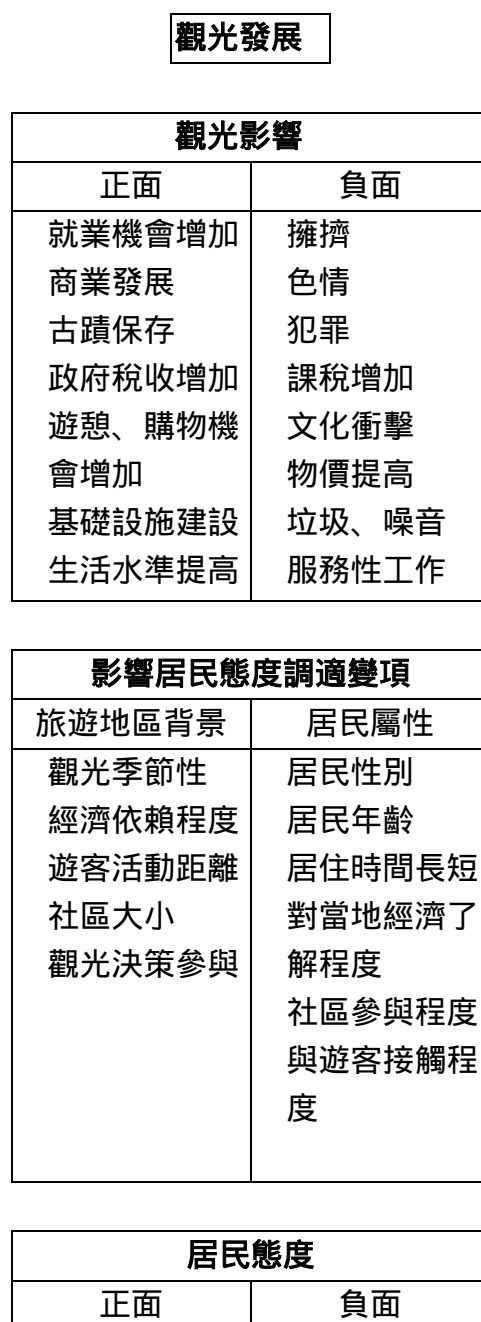 觀光發展
觀光影響
正面
負面
就業機會增加
商業發展
古蹟保存
政府稅收增加
遊憩、購物機
會增加
基礎設施建設
生活水準提高
擁擠
色情
犯罪
課稅增加
文化衝擊
物價提高
垃圾、噪音
服務性工作
影響居民態度調適變項
旅遊地區背景
居民屬性
觀光季節性
經濟依賴程度
遊客活動距離
社區大小
觀光決策參與
居民性別
居民年齡
居住時間長短
對當地經濟了
解程度
社區參與程度
與遊客接觸程
度
居民態度
正面
負面